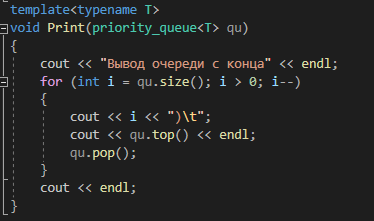 template<typename T>
void Print(priority_queue<T> qu)
{
cout << "Вывод очереди с конца" << endl;
for (int i = qu.size(); i > 0; i--)
{
cout << i << ")\t";
cout << qu.top() << endl;
qu.pop();
}
cout << endl;
}